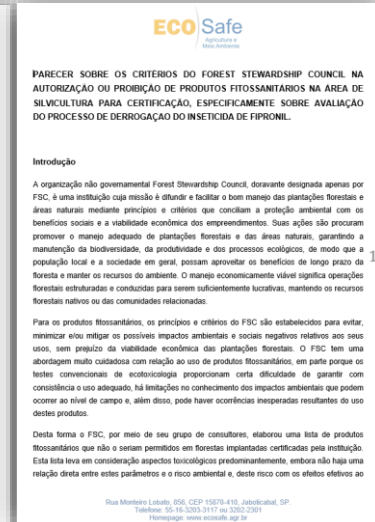 ECO Safe
Agricultura e
Meio Ambiente
PARECER SOBRE OS CRITÉRIOS DO FOREST STEWARDSHIP COUNCIL NA
AUTORIZAÇÃO OU PROIBIÇÃO DE PRODUTOS FITOSSANITÁRIOS NA ÁREA DE
SILVICULTURA PARA CERTIFICAÇÃO, ESPECIFICAMENTE SOBRE AVALIAÇÃO
DO PROCESSO DE DERROGAÇAO DO INSETICIDA DE FIPRONIL.
Introdução
A organização não governamental Forest Stewardship Council, doravante designada apenas por
FSC, é uma instituição cuja missão é difundir e facilitar o bom manejo das plantações florestais e
áreas naturais mediante princípios e critérios que conciliam a proteção ambiental com os
benefícios sociais e a viabilidade econômica dos empreendimentos. Suas ações são procuram
promover o manejo adequado de plantações florestais e das áreas naturais, garantindo a
manutenção da biodiversidade, da produtividade e dos processos ecológicos, de modo que a
população local e a sociedade em geral, possam aproveitar os benefícios de longo prazo da
floresta e manter os recursos do ambiente. O manejo economicamente viável significa operações
florestais estruturadas e conduzidas para serem suficientemente lucrativas, mantendo os recursos
florestais nativos ou das comunidades relacionadas.
1
Para os produtos fitossanitários, os princípios e critérios do FSC são estabelecidos para evitar,
minimizar e/ou mitigar os possíveis impactos ambientais e sociais negativos relativos aos seus
usos, sem prejuízo da viabilidade econômica das plantações floresta. O FSC tem uma
abordagem muito cuidadosa com relação ao uso de produtos fitossanitários, em parte porque os
testes convencionais de ecotoxicologia proporcionam certa dificuldade de garantir com
consistência o uso adequado, há limitações no conhecimento dos impactos ambientais que podem
ocorrer ao nível de campo e, além disso, pode haver ocorrências inesperadas resultantes do uso
destes produtos.
Desta forma o FSC, por meio de seu grupo de consultores, elaborou uma lista de produtos
fitossanitários que não o seriam permitidos em florestas implantadas certificadas pela instituição.
Esta lista leva em consideração aspectos toxicológicos predominantemente, embora não haja uma
relação direta entre estes parâmetros e o risco ambiental e, deste risco com os efeitos efetivos ao
Rua Monteiro Lobato, 856, CEP 15870-410, Jabolicabal, SP.
Telefone: 55-16-3203-3117 ou 3202-2301
Homepage: www.ecosafe.agr.br